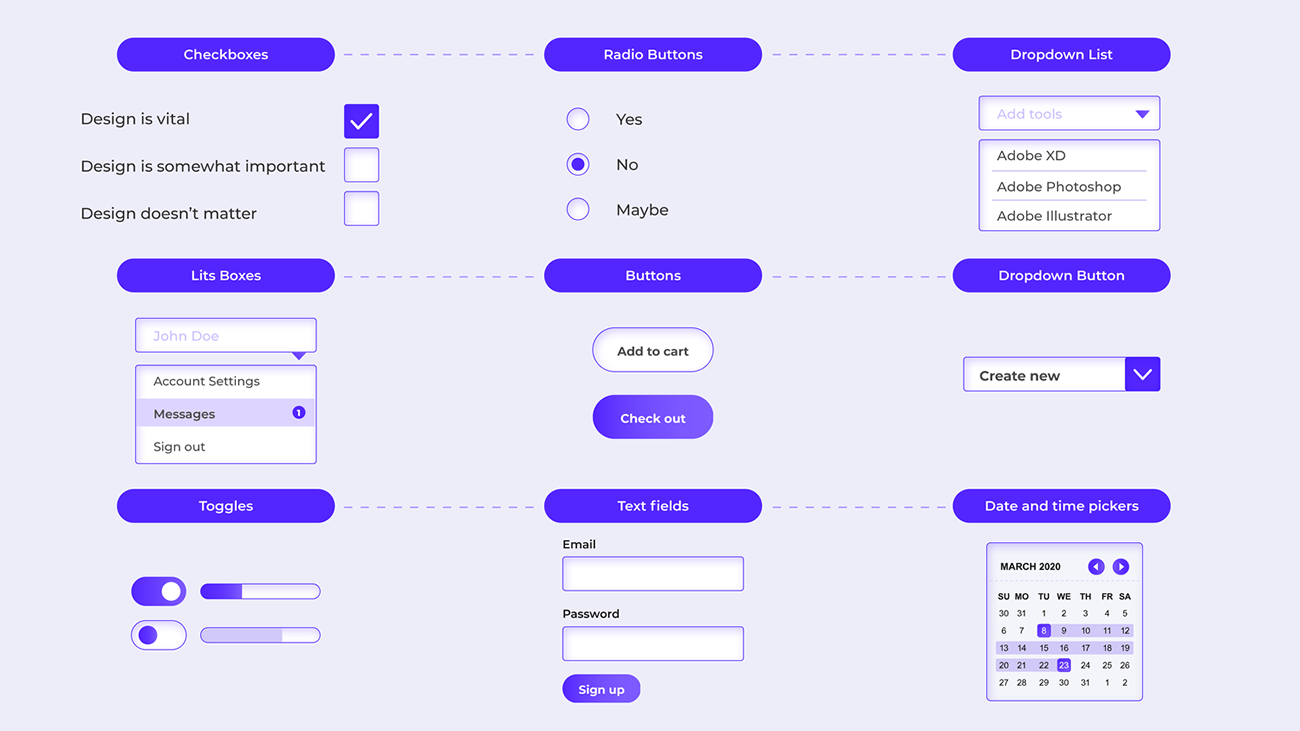 Checkboxes
Radio Buttons
Dropdown List
Design is vital
Design is somewhat important
Design doesn’t matter
Yes
No
Maybe
Add tools
Adobe XD
Adobe Photoshop
Adobe Illustrator
Lits Boxes
Buttons
Dropdown Button
John Doe
Account Settings
Messages 1
Sign out
Add to cart
Check out
Create new
Toggles
Text fields
Date and time pickers
Email
Password
Sign up
MARCH 2020
SU MO TU WE TH FR SA
30 31 1 2 3 4 5
6 7 8 9 10 11 12
13 14 15 16 17 18 19
20 21 22 23 24 25 26
27 28 29 30 31 1 2